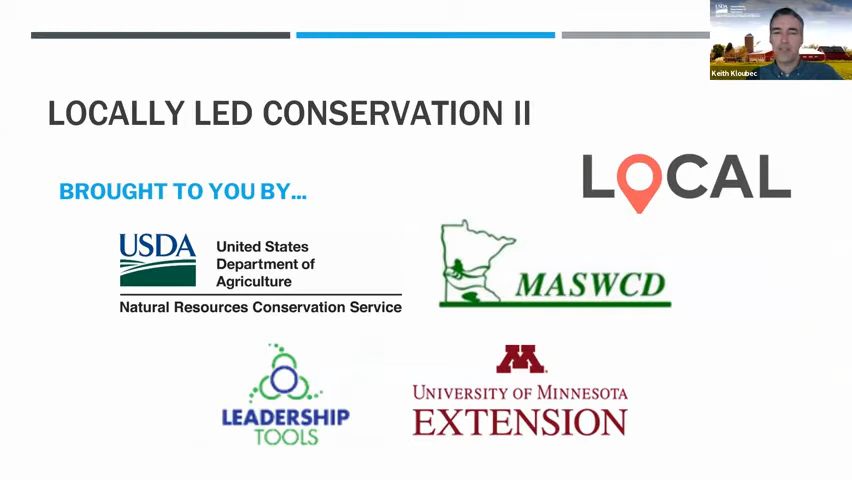 LOCALLY LED CONSERVATION II
BROUGHT TO YOU BY...
LOCAL
USDA
United States
Department of
Agriculture
Natural Resources Conservation Service
MASWCD
LEADERSHIP
TOOLS
M
UNIVERSITY OF MINNESOTA
EXTENSION
USDA
Keith Kloubec